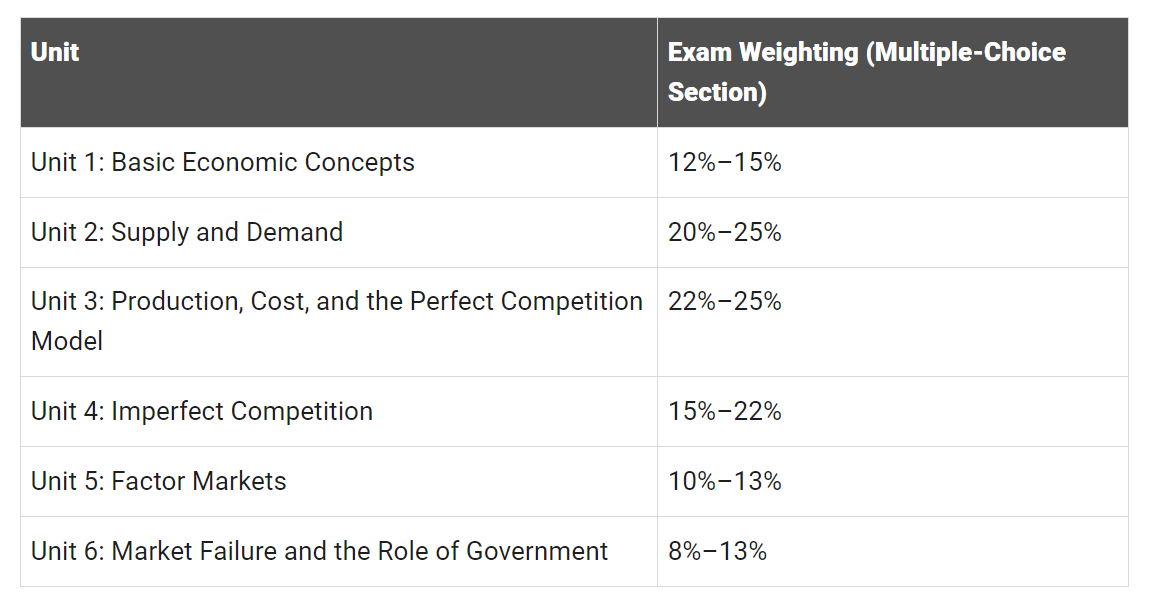 Unit
Exam Weighting (Multiple-Choice
Section)
Unit 1: Basic Economic Concepts
12%–15%
Unit 2: Supply and Demand
20%–25%
Unit 3: Production, Cost, and the Perfect Competition
Model
22%–25%
Unit 4: Imperfect Competition
15%–22%
Unit 5: Factor Markets
10%–13%
Unit 6: Market Failure and the Role of Government
8%–13%